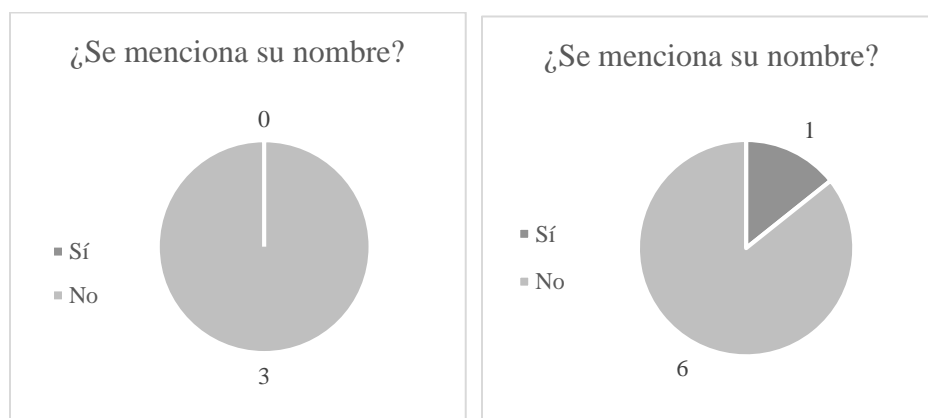 ¿Se menciona su nombre?
0
Sí
No
3
¿Se menciona su nombre?
1
Sí
No
6